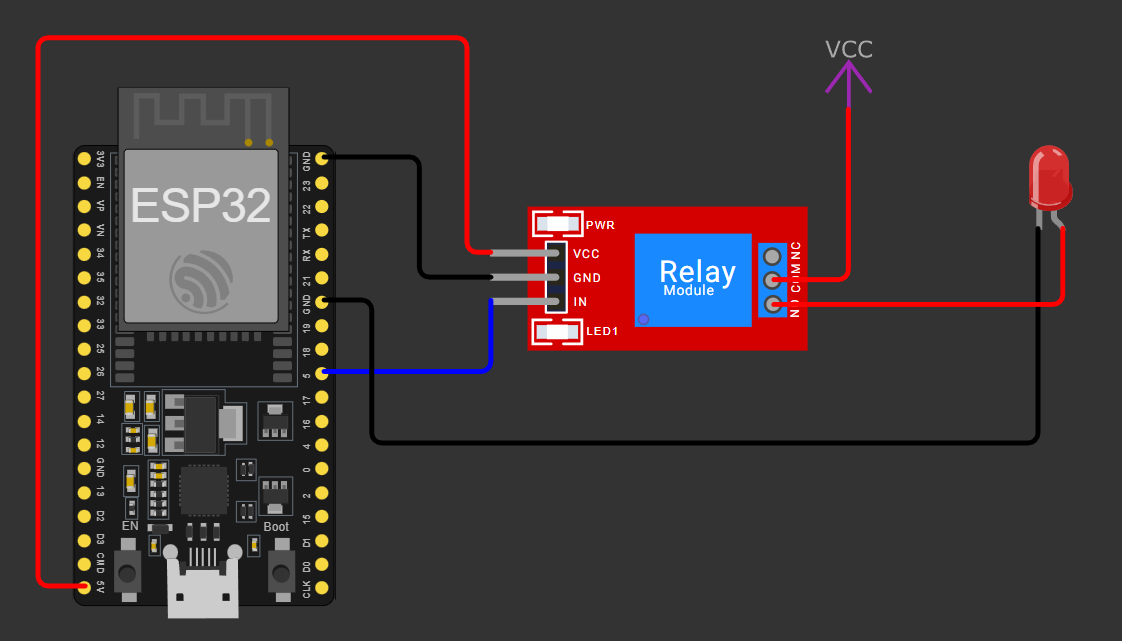 VCC
ESP32
3V3
EN
VP
VN
34
35
32
33
25
26
27
14
12
GND
13
D2
D3
CMD
5V
GND
23
22
TX
RX
21
GND
19
18
5
17
16
4
0
2
15
D1
D0
CLK
EN
Boot
PWR
VCC
GND
IN
LED1
Relay
Module
NC
COM
NO